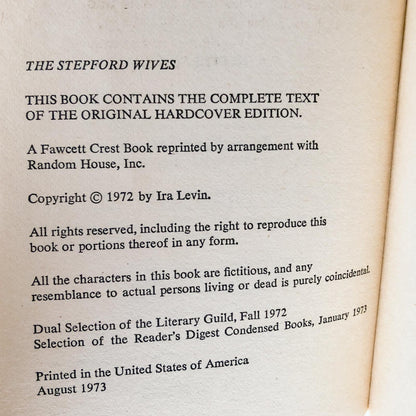 THE STEPFORD WIVES
THIS BOOK CONTAINS THE COMPLETE TEXT
OF THE ORIGINAL HARDCOVER EDITION.
A Fawcett Crest Book reprinted by arrangement with
Random House, Inc.
Copyright © 1972 by Ira Levin.
All rights reserved, including the right to reproduce this
book or portions thereof in any form.
All the characters in this book are fictitious, and any
resemblance to actual persons living or dead is purely coincidental.
Dual Selection of the Literary Guild, Fall 1972
Selection of the Reader's Digest Condensed Books, January 1973
Printed in the United States of America
August 1973